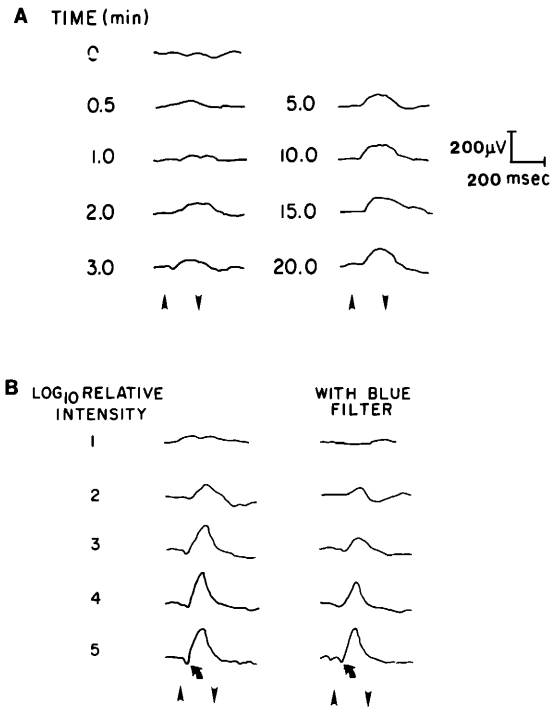 A TIME (min)
0
0.5
1.0
2.0
3.0
5.0
10.0
15.0
20.0
200μV
200 msec
B LOG10 RELATIVE INTENSITY
WITH BLUE FILTER
1
2
3
4
5